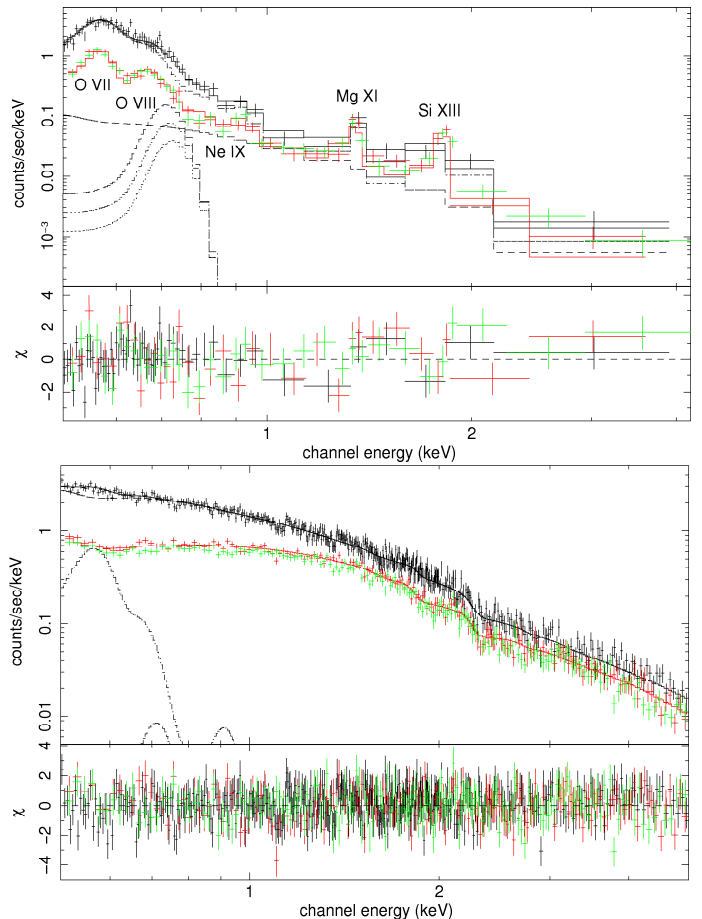 1
0.1
0.01
10⁻³
counts/sec/keV
O VII
O VIII
Ne IX
Mg XI
Si XIII
4
2
0
−2
χ
1
2
channel energy (keV)
1
0.1
0.01
counts/sec/keV
4
2
0
−2
−4
χ
1
2
channel energy (keV)